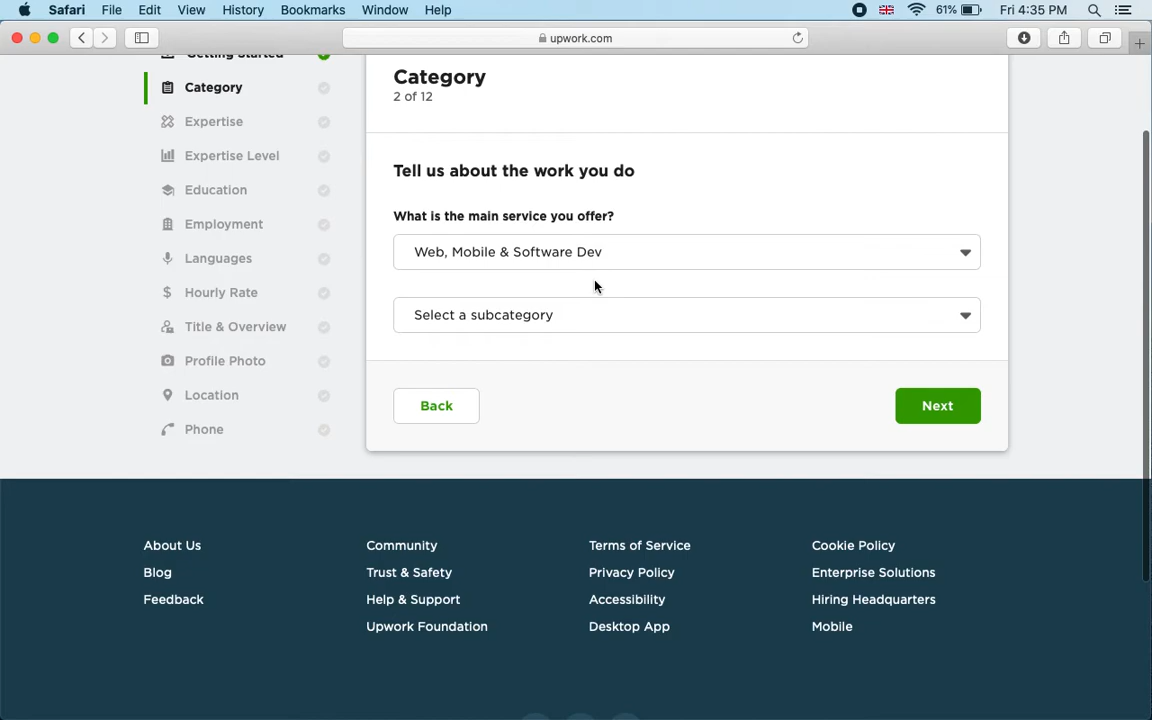 Safari File Edit View History Bookmarks Window Help 61% Fri 4:35 PM
upwork.com
Getting Started
Category
Expertise
Expertise Level
Education
Employment
Languages
Hourly Rate
Title & Overview
Profile Photo
Location
Phone
Category
2 of 12
Tell us about the work you do
What is the main service you offer?
Web, Mobile & Software Dev
Select a subcategory
Back Next
About Us Community Terms of Service Cookie Policy
Blog Trust & Safety Privacy Policy Enterprise Solutions
Feedback Help & Support Accessibility Hiring Headquarters
Upwork Foundation Desktop App Mobile